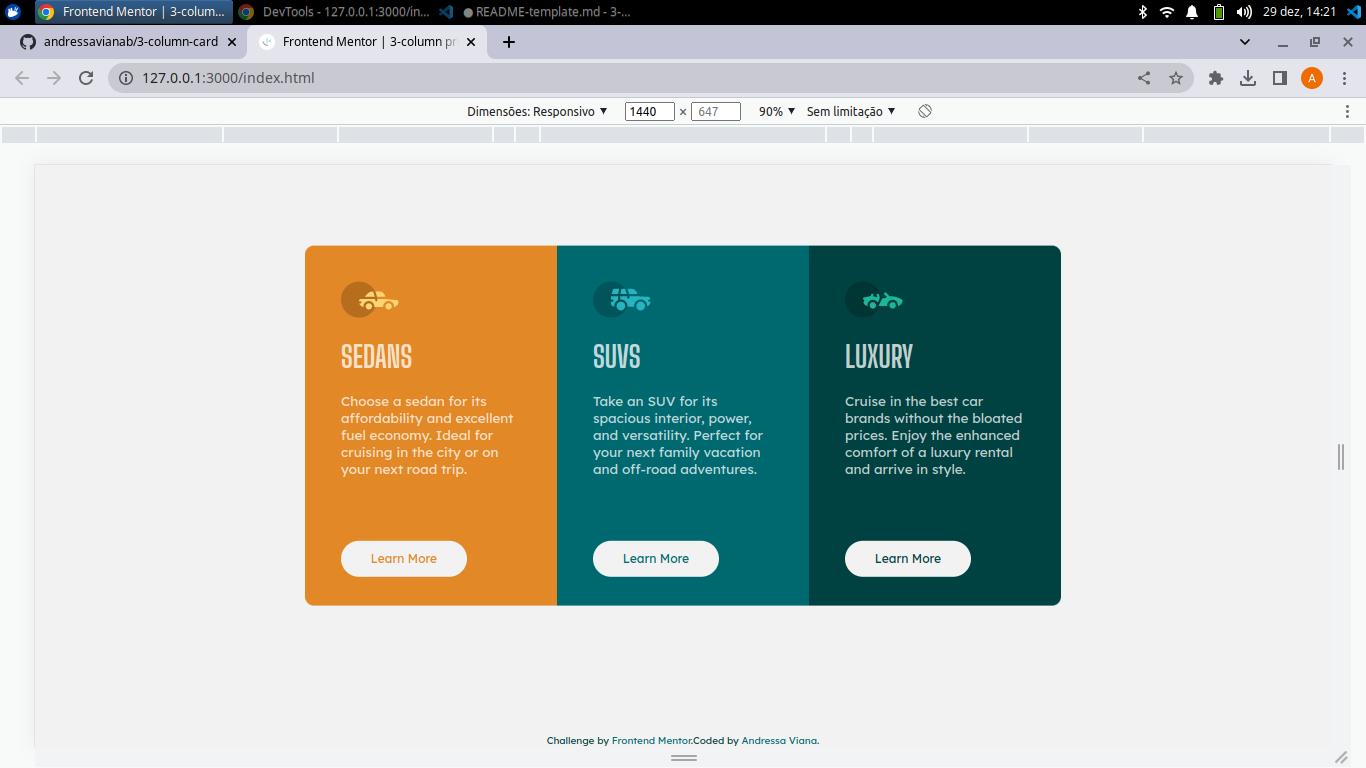 Frontend Mentor | 3-colum...
DevTools - 127.0.0.1:3000/in...
README-template.md - 3-...
29 dez, 14:21
andressavianab/3-column-card
Frontend Mentor | 3-column pr
127.0.0.1:3000/index.html
A
Dimensões: Responsivo
1440 × 647
90%
Sem limitação
SEDANS
Choose a sedan for its
affordability and excellent
fuel economy. Ideal for
cruising in the city or on
your next road trip.
Learn More
SUVS
Take an SUV for its
spacious interior, power,
and versatility. Perfect for
your next family vacation
and off-road adventures.
Learn More
LUXURY
Cruise in the best car
brands without the bloated
prices. Enjoy the enhanced
comfort of a luxury rental
and arrive in style.
Learn More
Challenge by Frontend Mentor.Coded by Andressa Viana.